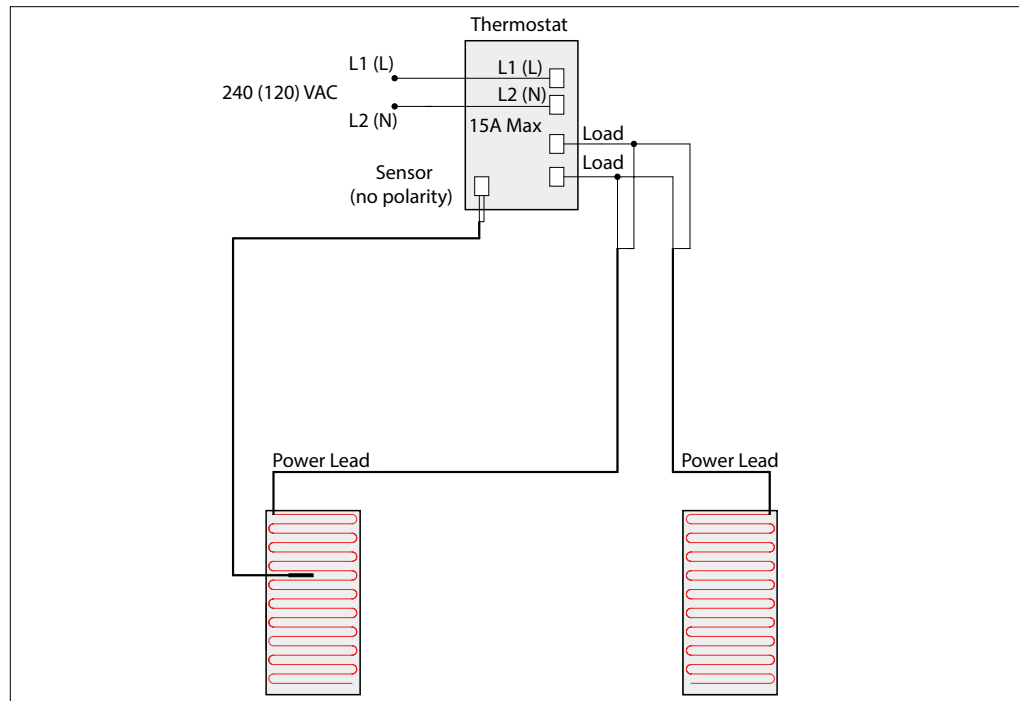 Thermostat
L1 (L)
L1 (L)
240 (120) VAC
L2 (N)
L2 (N)
15A Max
Load
Load
Sensor
(no polarity)
Power Lead
Power Lead